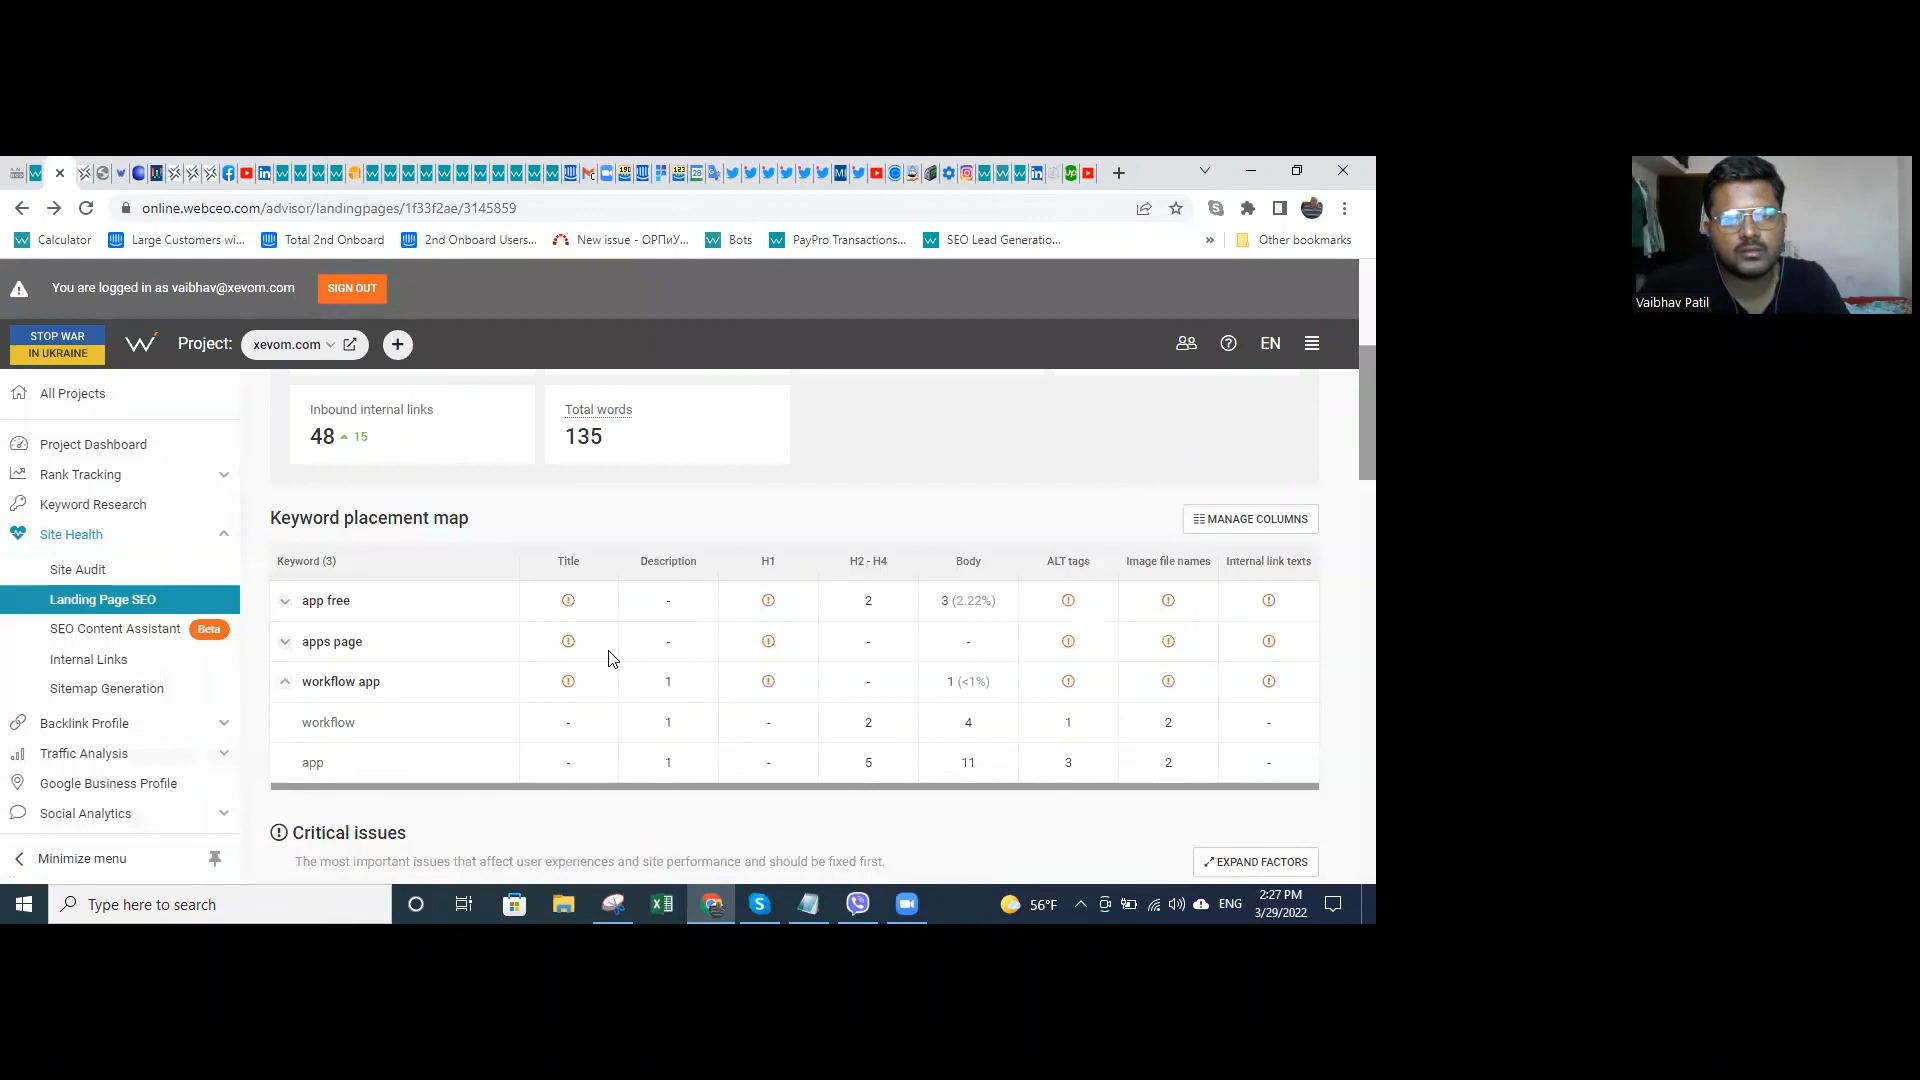 online.webceo.com/advisor/landingpages/1f33f2ae/3145859
Calculator
Large Customers wi...
Total 2nd Onboard
2nd Onboard Users...
New issue - ОРПиУ...
Bots
PayPro Transactions...
SEO Lead Generatio...
»
Other bookmarks
You are logged in as vaibhav@xevom.com
SIGN OUT
Vaibhav Patil
STOP WAR
IN UKRAINE
Project:
xevom.com
EN
All Projects
Project Dashboard
Rank Tracking
Keyword Research
Site Health
Site Audit
Landing Page SEO
SEO Content Assistant Beta
Internal Links
Sitemap Generation
Backlink Profile
Traffic Analysis
Google Business Profile
Social Analytics
Minimize menu
Inbound internal links
48 15
Total words
135
Keyword placement map
MANAGE COLUMNS
Keyword (3) Title Description H1 H2 - H4 Body ALT tags Image file names Internal link texts
app free - 2 3 (2.22%)
apps page - - -
workflow app 1 - 1 (<1%)
workflow - 1 - 2 4 1 2 -
app - 1 - 5 11 3 2 -
Critical issues
The most important issues that affect user experiences and site performance and should be fixed first.
EXPAND FACTORS
Type here to search
56°F
ENG
2:27 PM
3/29/2022